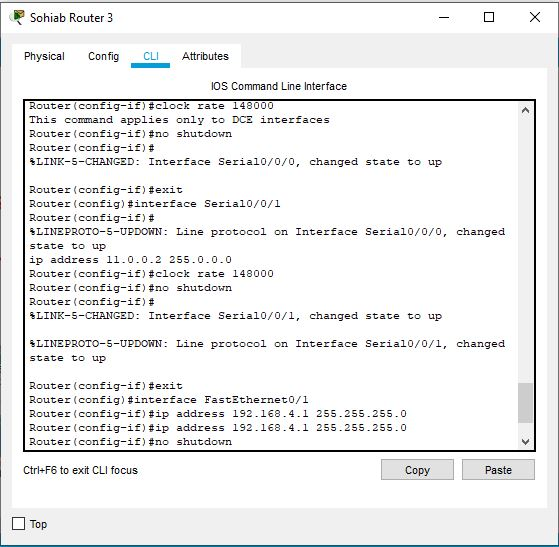 Sohiab Router 3
Physical Config CLI Attributes
IOS Command Line Interface
Router(config-if)#clock rate 148000
This command applies only to DCE interfaces
Router(config-if)#no shutdown
Router(config-if)#
%LINK-5-CHANGED: Interface Serial0/0/0, changed state to up
Router(config-if)#exit
Router(config)#interface Serial0/0/1
Router(config-if)#
%LINEPROTO-5-UPDOWN: Line protocol on Interface Serial0/0/0, changed
state to up
ip address 11.0.0.2 255.0.0.0
Router(config-if)#clock rate 148000
Router(config-if)#no shutdown
Router(config-if)#
%LINK-5-CHANGED: Interface Serial0/0/1, changed state to up
%LINEPROTO-5-UPDOWN: Line protocol on Interface Serial0/0/1, changed
state to up
Router(config-if)#exit
Router(config)#interface FastEthernet0/1
Router(config-if)#ip address 192.168.4.1 255.255.255.0
Router(config-if)#ip address 192.168.4.1 255.255.255.0
Router(config-if)#no shutdown
Ctrl+F6 to exit CLI focus
Copy Paste
Top